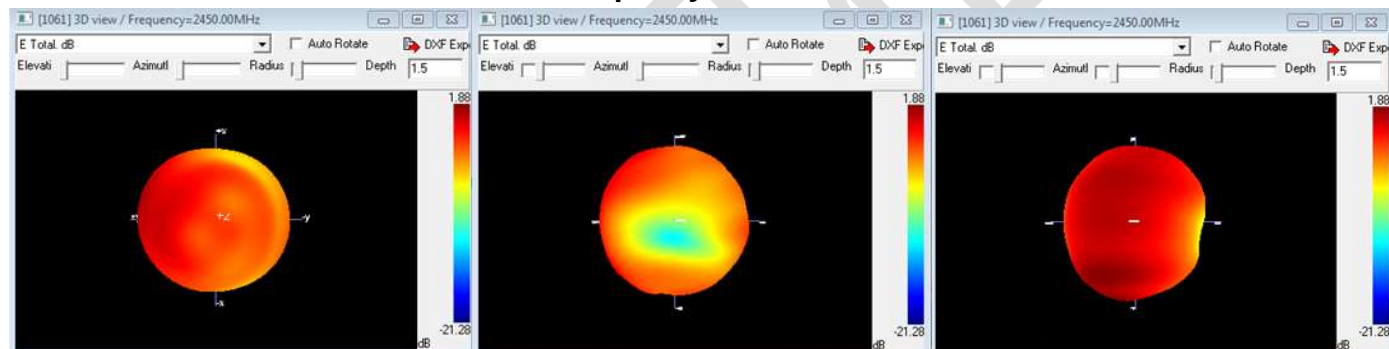 [1061] 3D view / Frequency=2450.00MHz
E Total. dB
Auto Rotate
DXF Exp
Elevati
Azimutl
Radius
Depth
1.5
1.88
+Z
-y
-x
-21.28
dB
[1061] 3D view / Frequency=2450.00MHz
E Total. dB
Auto Rotate
DXF Exp
Elevati
Azimutl
Radius
Depth
1.5
1.88
-21.28
dB
[1061] 3D view / Frequency=2450.00MHz
E Total. dB
Auto Rotate
DXF Exp
Elevati
Azimutl
Radius
Depth
1.5
1.88
-21.28
dB